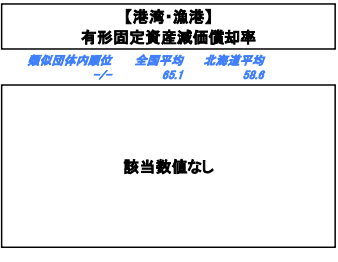 【港湾・漁港】
有形固定資産減価償却率
類似団体内順位 全国平均 北海道平均
-/- 65.1 58.6
該当数値なし